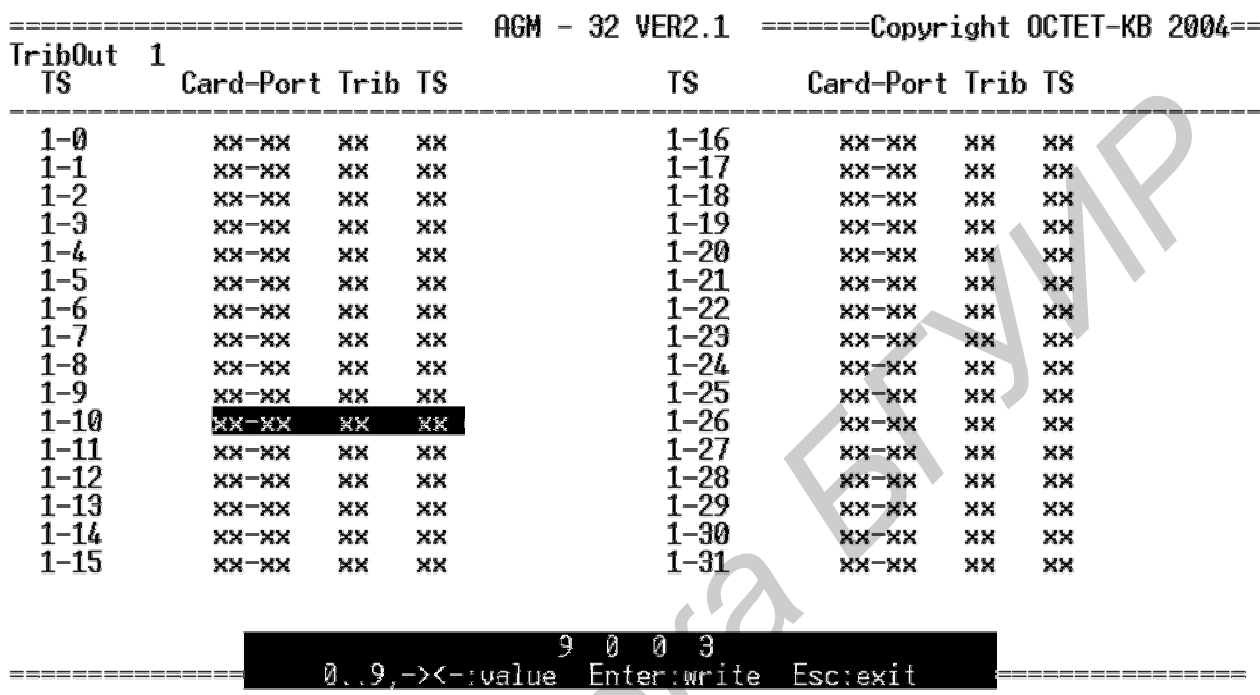 ============================= AGM - 32 VER2.1 =======Copyright OCTET-KB 2004==
TribOut 1
TS Card-Port Trib TS TS Card-Port Trib TS
1-0 xx-xx xx xx 1-16 xx-xx xx xx
1-1 xx-xx xx xx 1-17 xx-xx xx xx
1-2 xx-xx xx xx 1-18 xx-xx xx xx
1-3 xx-xx xx xx 1-19 xx-xx xx xx
1-4 xx-xx xx xx 1-20 xx-xx xx xx
1-5 xx-xx xx xx 1-21 xx-xx xx xx
1-6 xx-xx xx xx 1-22 xx-xx xx xx
1-7 xx-xx xx xx 1-23 xx-xx xx xx
1-8 xx-xx xx xx 1-24 xx-xx xx xx
1-9 xx-xx xx xx 1-25 xx-xx xx xx
1-10 xx-xx xx xx 1-26 xx-xx xx xx
1-11 xx-xx xx xx 1-27 xx-xx xx xx
1-12 xx-xx xx xx 1-28 xx-xx xx xx
1-13 xx-xx xx xx 1-29 xx-xx xx xx
1-14 xx-xx xx xx 1-30 xx-xx xx xx
1-15 xx-xx xx xx 1-31 xx-xx xx xx
9 0 0 3
0..9,-><-:value Enter:write Esc:exit
БГУИР